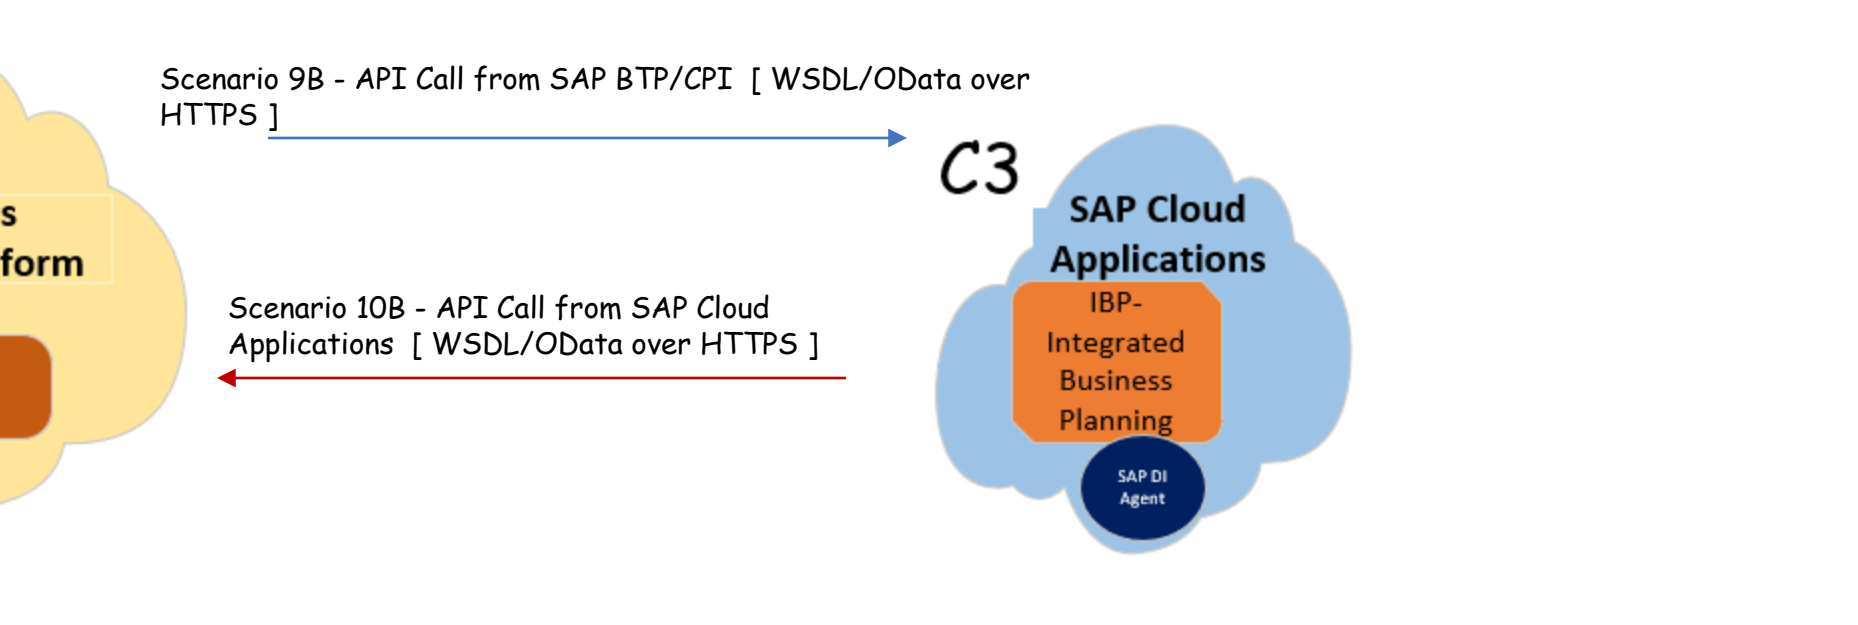 Scenario 9B - API Call from SAP BTP/CPI [ WSDL/OData over
HTTPS ]
C3
SAP Cloud
Applications
s
form
IBP-
Integrated
Business
Planning
Scenario 10B - API Call from SAP Cloud
Applications [ WSDL/OData over HTTPS ]
SAP DI
Agent